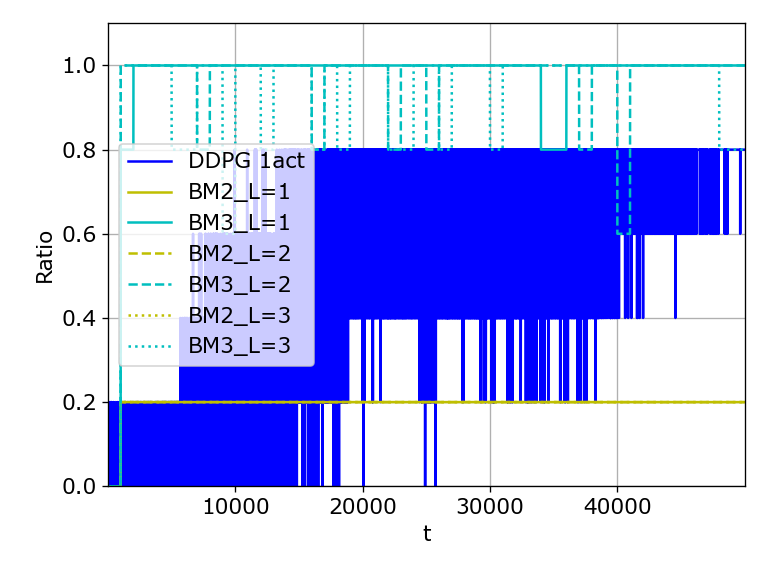 1.0
0.8
0.6
0.4
0.2
0.0
Ratio
DDPG 1act
BM2_L=1
BM3_L=1
BM2_L=2
BM3_L=2
BM2_L=3
BM3_L=3
10000 20000 30000 40000
t